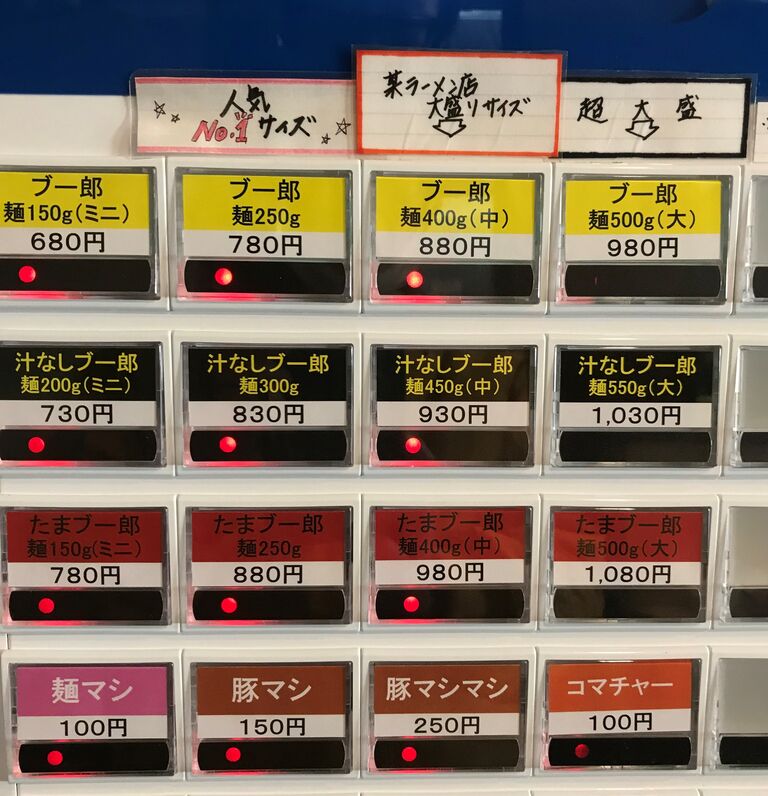 人気
No.1 サイズ
某ラーメン店
大盛りサイズ
超 大 盛
ブー郎
麺150g(ミニ)
680円
ブー郎
麺250g
780円
ブー郎
麺400g(中)
880円
ブー郎
麺500g(大)
980円
汁なしブー郎
麺200g(ミニ)
730円
汁なしブー郎
麺300g
830円
汁なしブー郎
麺450g(中)
930円
汁なしブー郎
麺550g(大)
1,030円
たまブー郎
麺150g(ミニ)
780円
たまブー郎
麺250g
880円
たまブー郎
麺400g(中)
980円
たまブー郎
麺500g(大)
1,080円
麺マシ
100円
豚マシ
150円
豚マシマシ
250円
コマチャー
100円